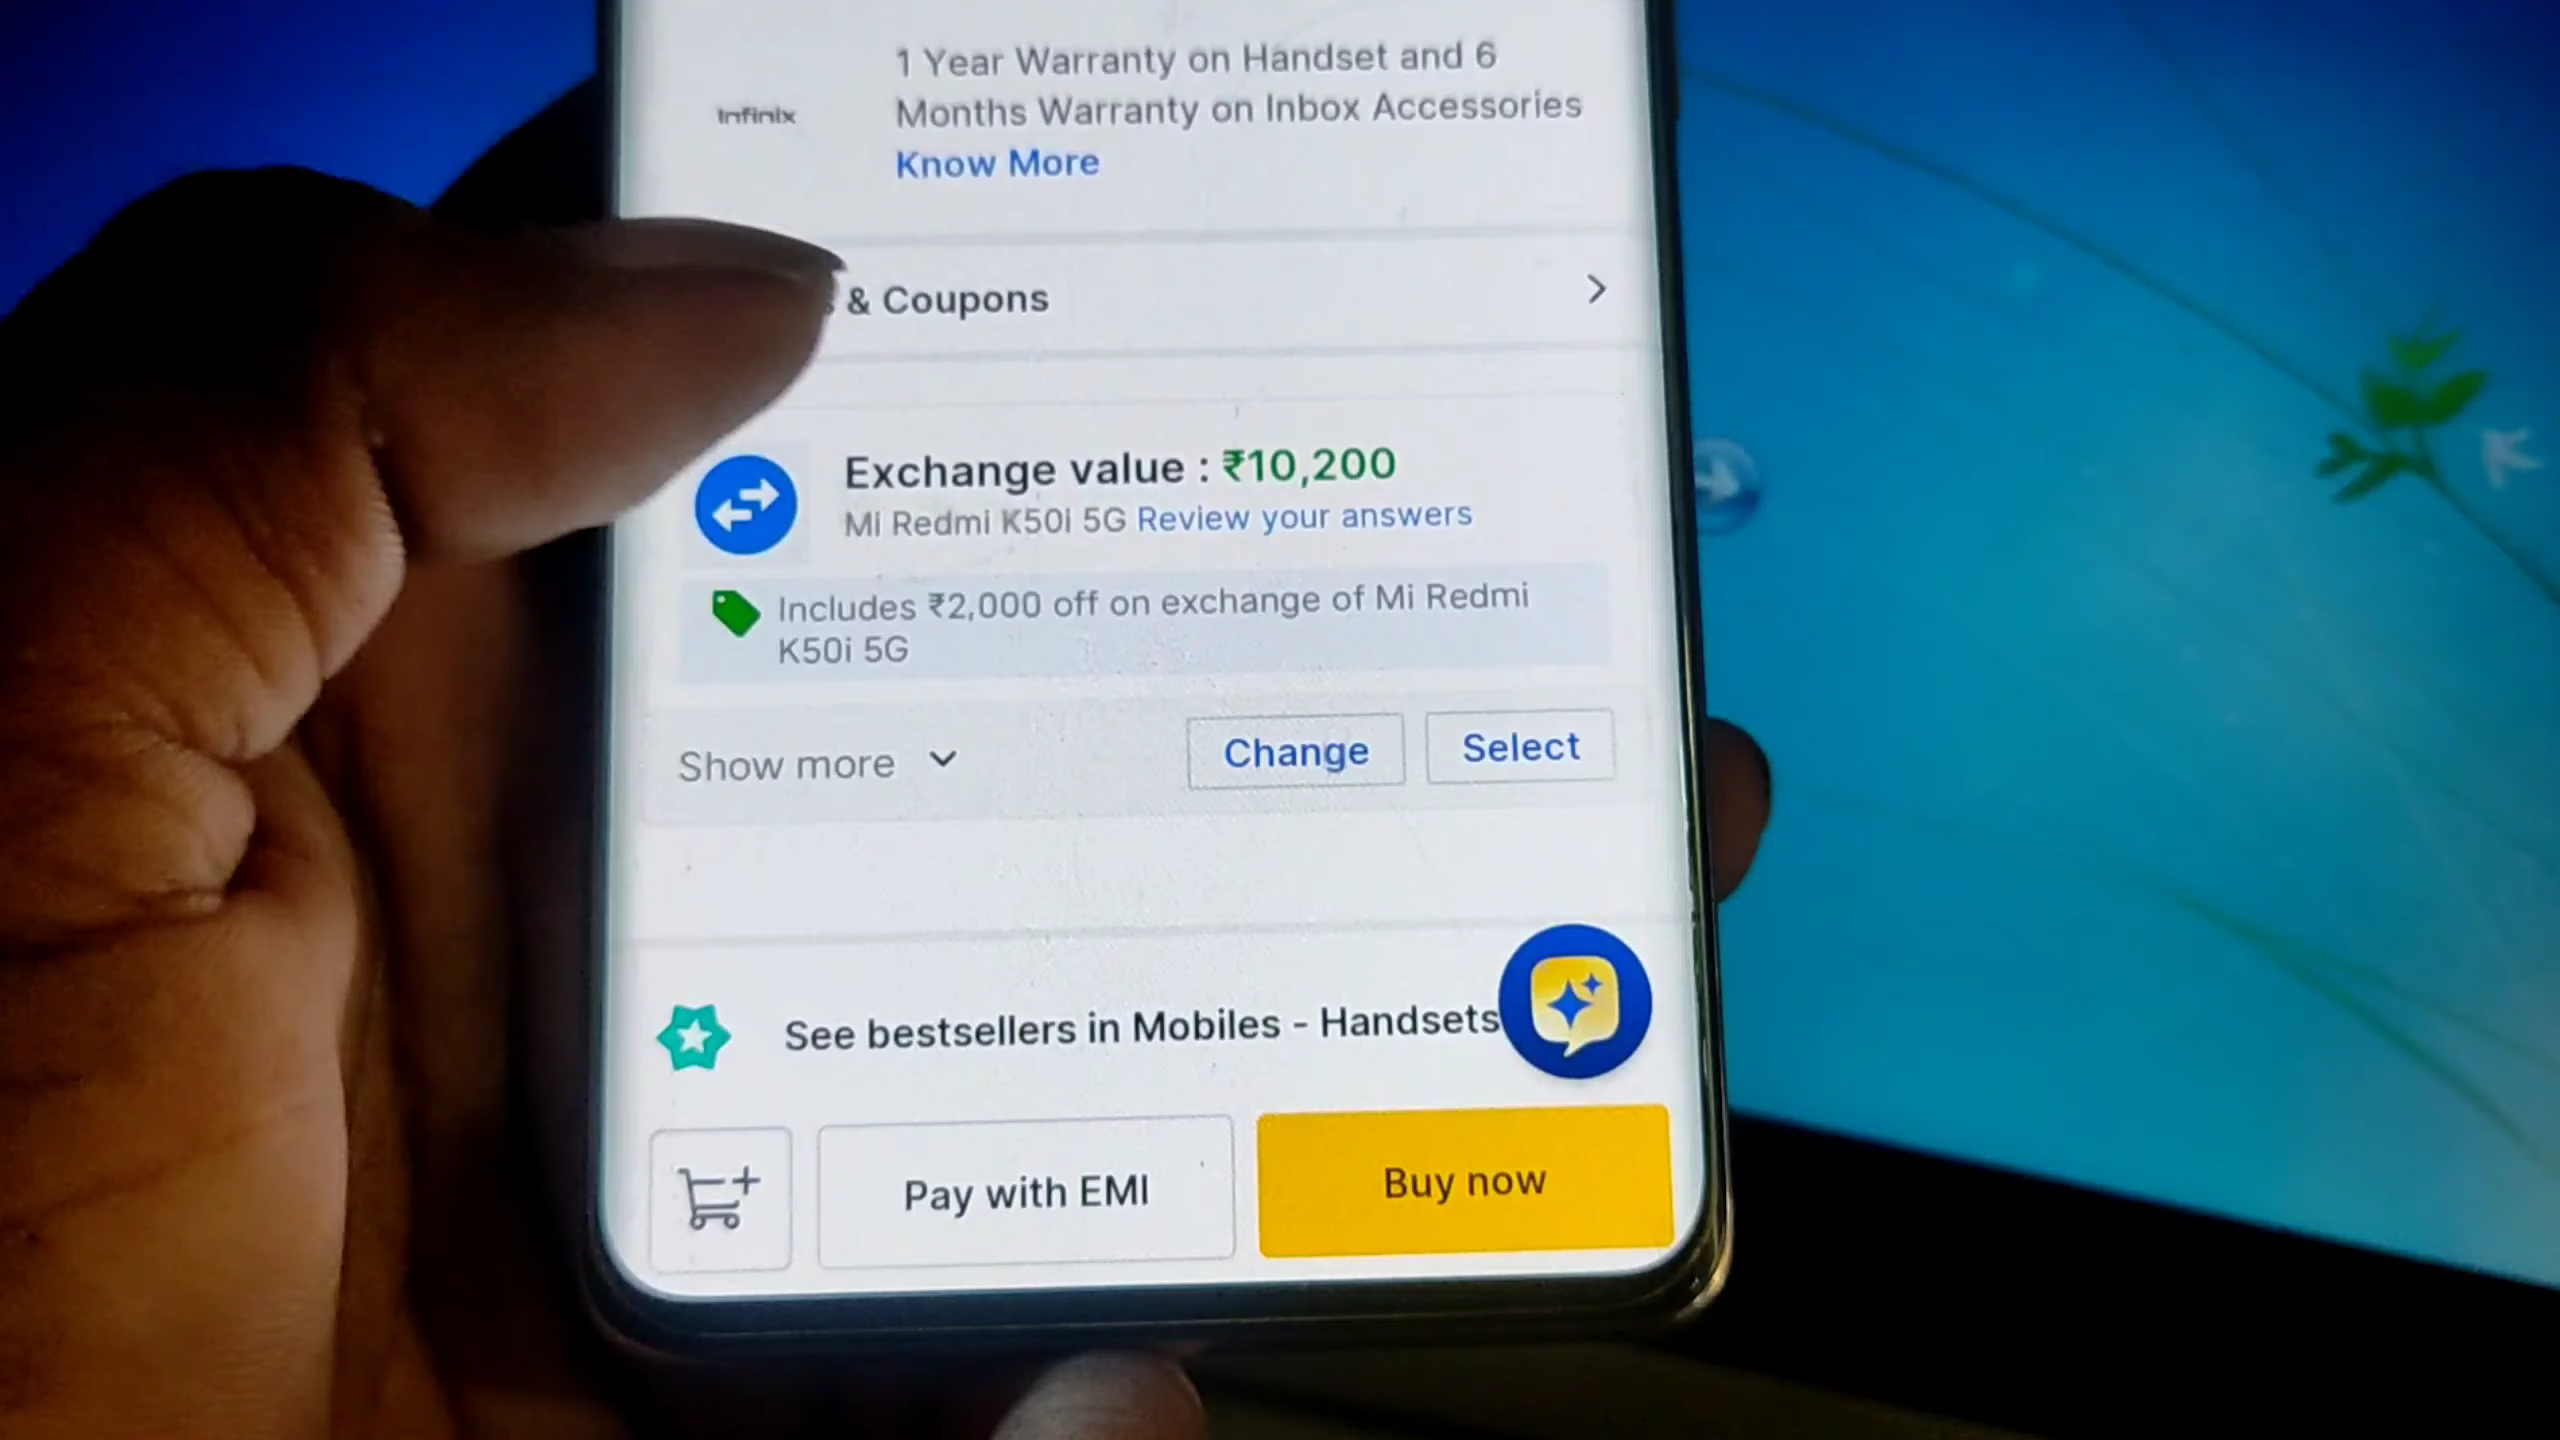 1 Year Warranty on Handset and 6
Infinix
Months Warranty on Inbox Accessories
Know More
& Coupons
Exchange value : ₹10,200
Mi Redmi K50i 5G Review your answers
Includes ₹2,000 off on exchange of Mi Redmi
K50i 5G
Show more
Change
Select
See bestsellers in Mobiles - Handsets
Pay with EMI
Buy now